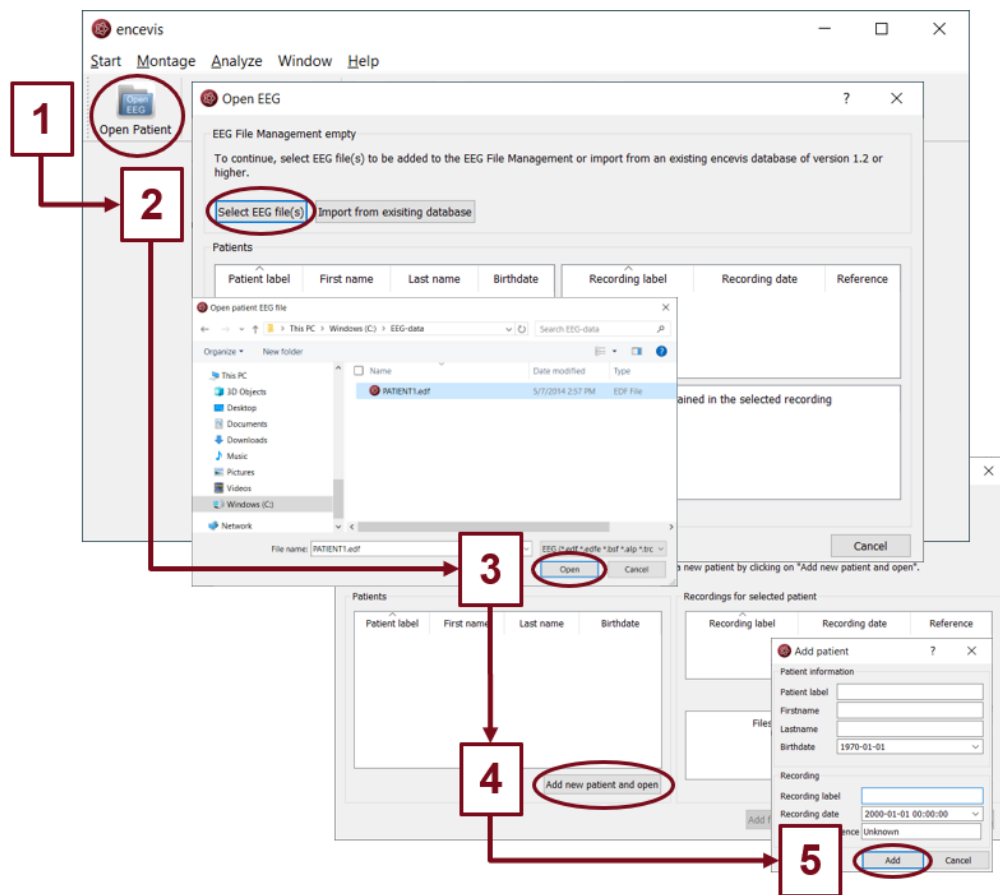 encevis
Start Montage Analyze Window Help
Open EEG
Open Patient
1
Open EEG
EEG File Management empty
To continue, select EEG file(s) to be added to the EEG File Management or import from an existing encevis database of version 1.2 or
higher.
2
Select EEG file(s) Import from exisiting database
Patients
Patient label First name Last name Birthdate Recording label Recording date Reference
Open patient EEG file
This PC > Windows (C:) > EEG-data Search EEG-data
Organize New folder
This PC
3D Objects
Desktop
Documents
Downloads
Music
Pictures
Videos
Windows (C:)
Network
Name Date modified Type
PATIENT1.edf 5/7/2014 2:57 PM EDF File
ained in the selected recording
File name: PATIENT1.edf EEG (*.edf *.edfe *.bsf *.alp *.trc
3
Open Cancel
Cancel
a new patient by clicking on "Add new patient and open".
Patients Recordings for selected patient
Patient label First name Last name Birthdate Recording label Recording date Reference
Files
4
Add new patient and open
Add f
Add patient
Patient information
Patient label
Firstname
Lastname
Birthdate 1970-01-01
Recording
Recording label
Recording date 2000-01-01 00:00:00
ence Unknown
5
Add Cancel